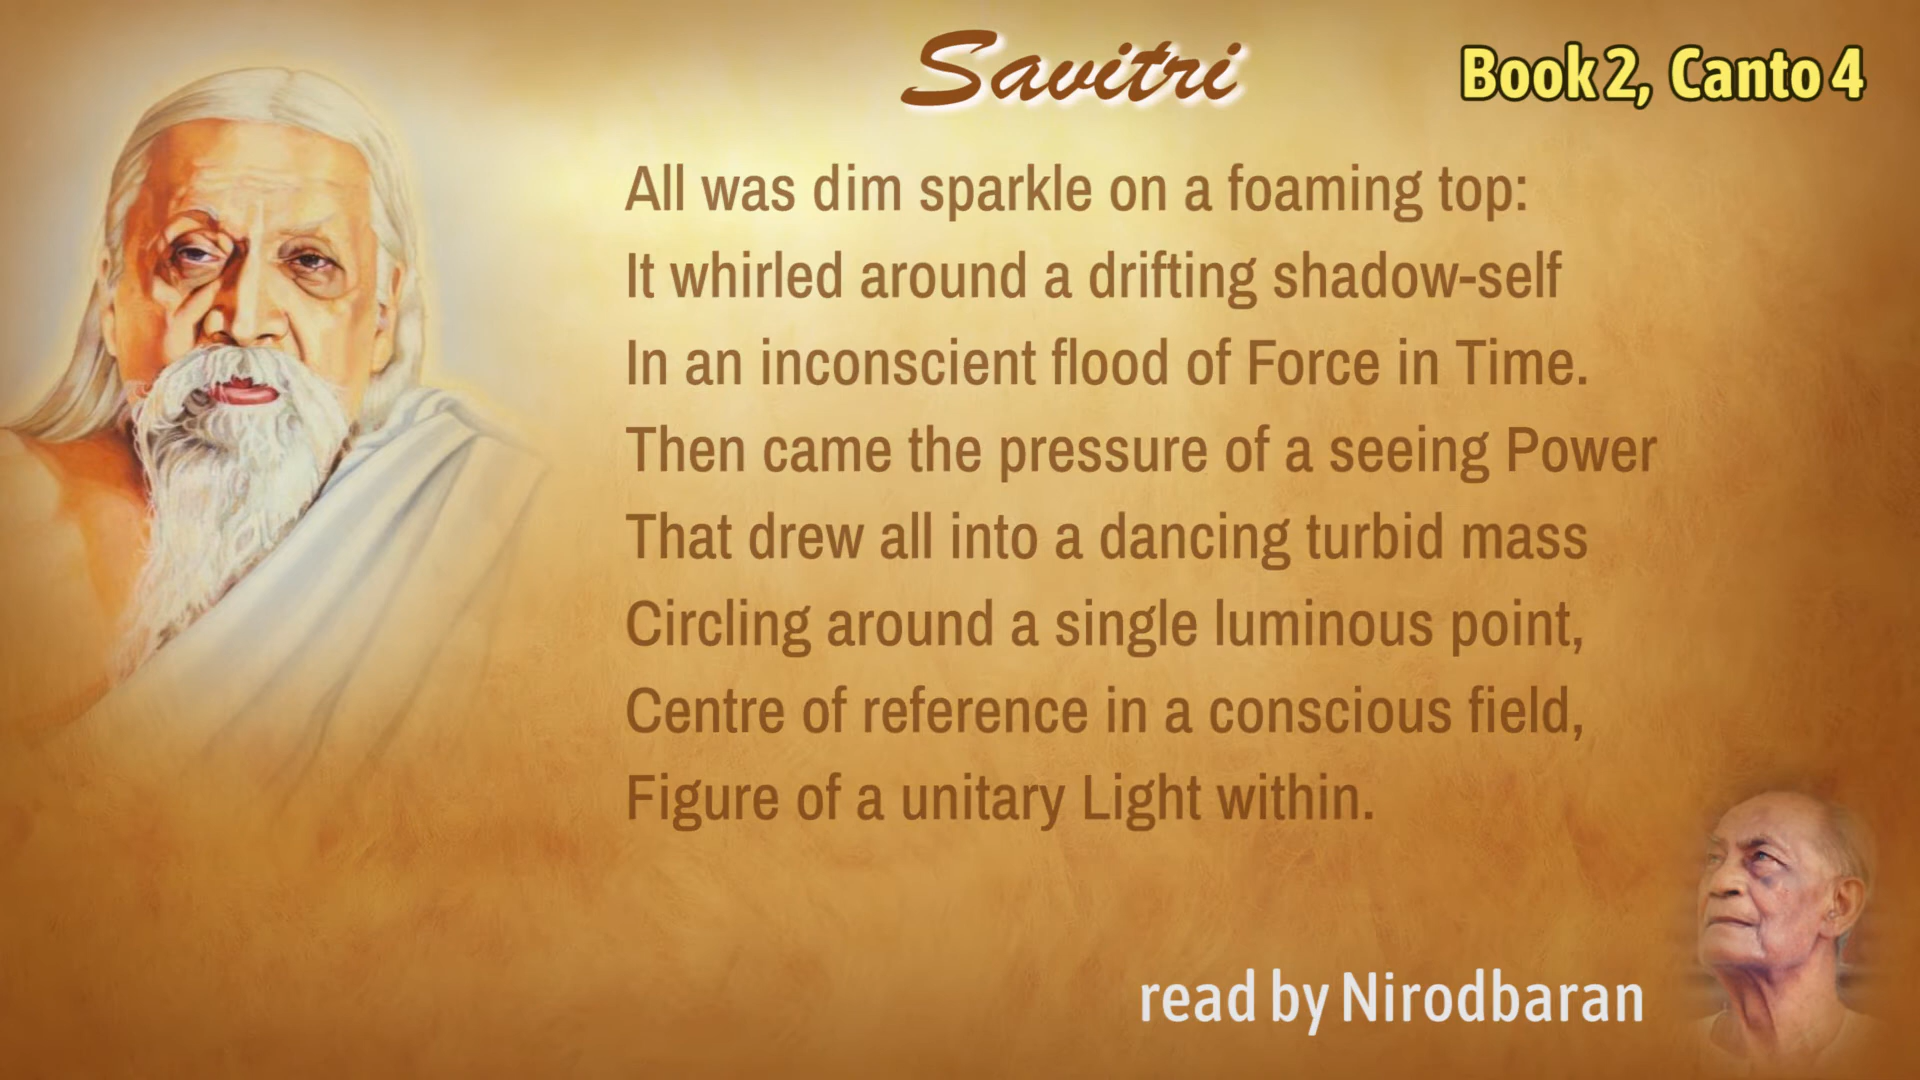 Savitri
Book 2, Canto 4
All was dim sparkle on a foaming top:
It whirled around a drifting shadow-self
In an inconscient flood of Force in Time.
Then came the pressure of a seeing Power
That drew all into a dancing turbid mass
Circling around a single luminous point,
Centre of reference in a conscious field,
Figure of a unitary Light within.
read by Nirodbaran